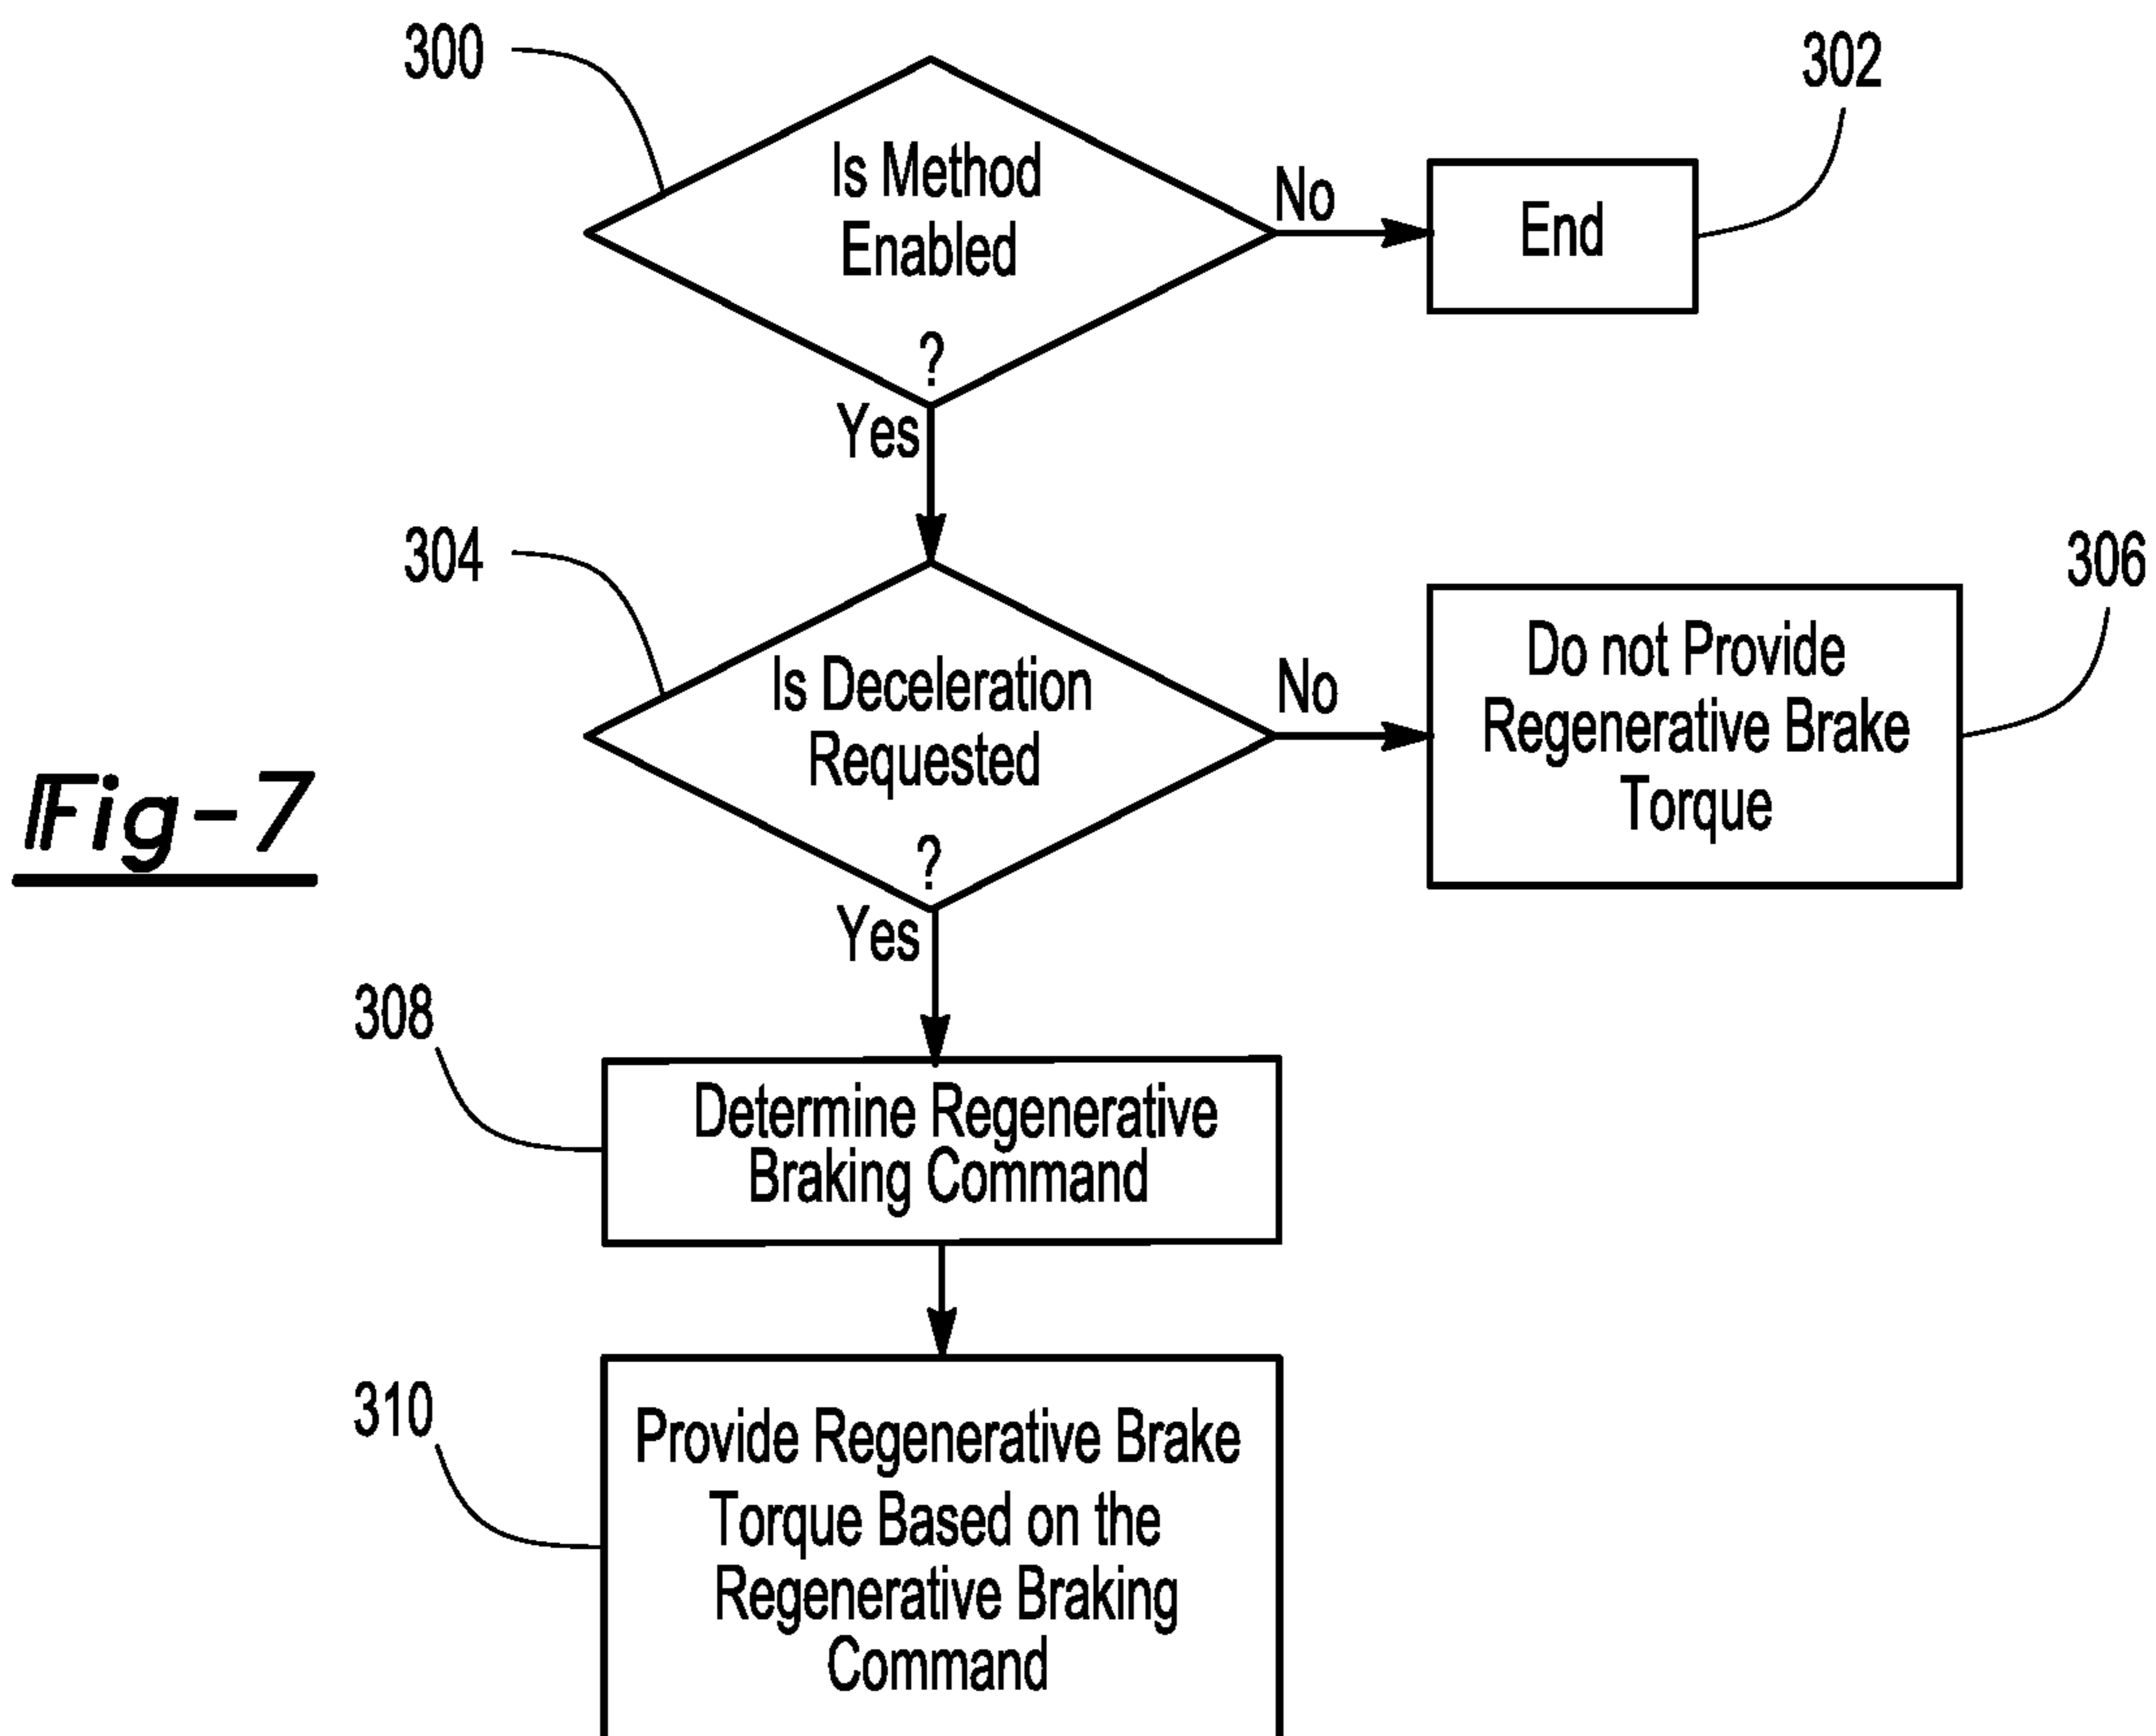 300
302
Is Method
Enabled
?
No
End
Yes
304
306
Is Deceleration
Requested
?
No
Do not Provide
Regenerative Brake
Torque
Fig-7
Yes
308
Determine Regenerative
Braking Command
310
Provide Regenerative Brake
Torque Based on the
Regenerative Braking
Command